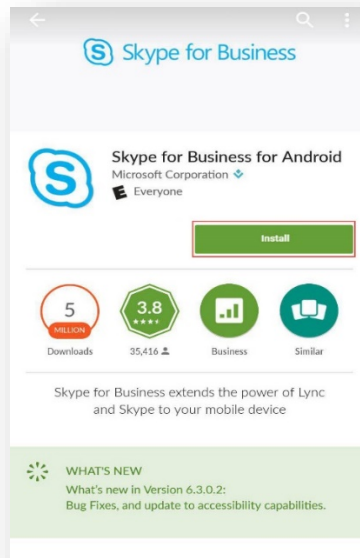 Skype for Business
Skype for Business for Android
Microsoft Corporation
E Everyone
Install
5
MILLION
3.8
Downloads
35,416
Business
Similar
Skype for Business extends the power of Lync
and Skype to your mobile device
WHAT'S NEW
What's new in Version 6.3.0.2:
Bug Fixes, and update to accessibility capabilities.